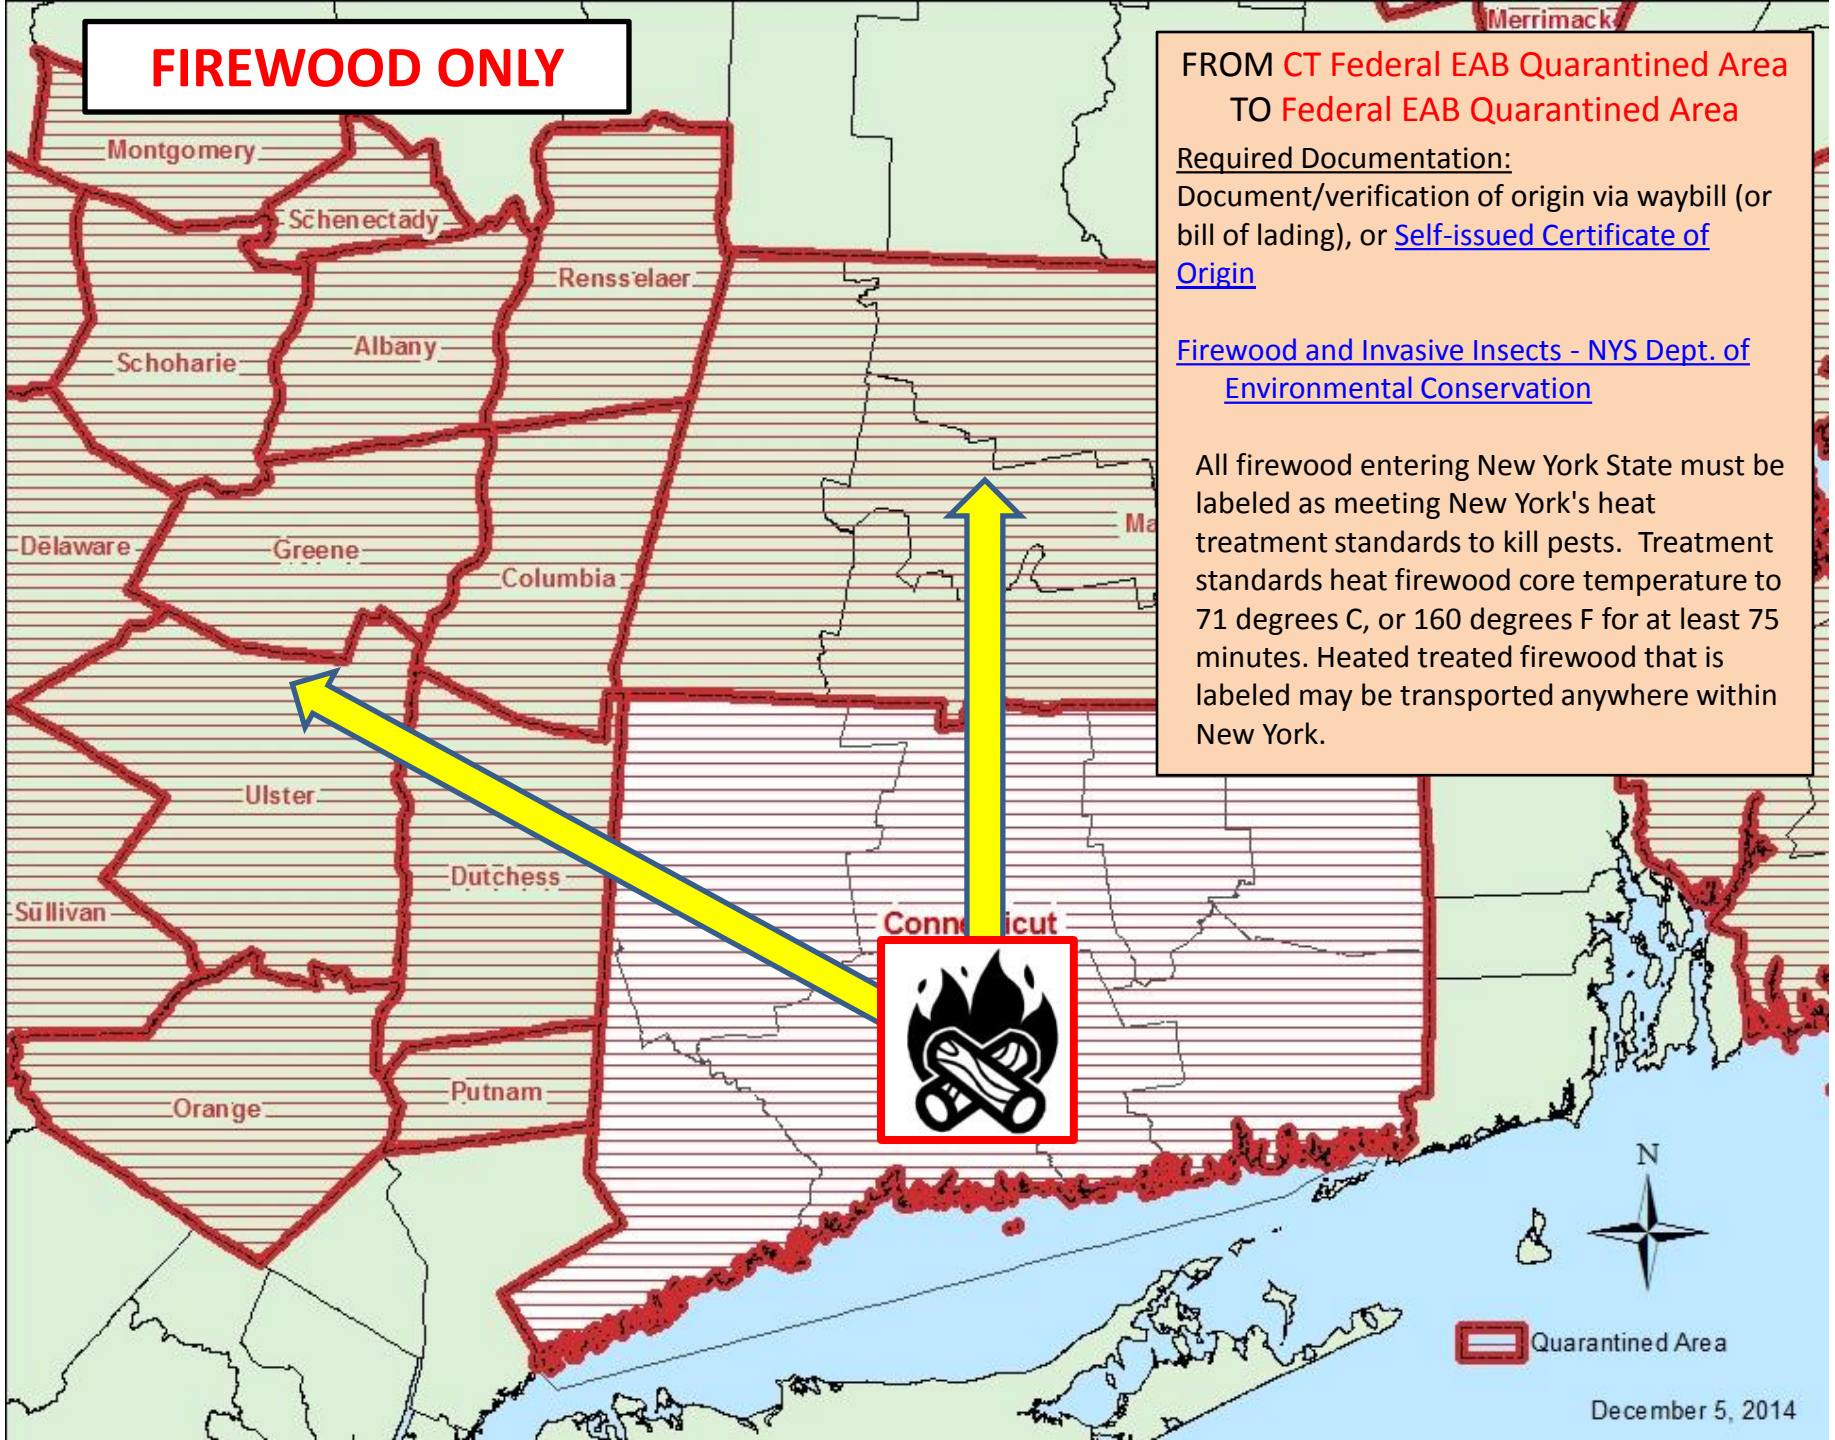 Merrimack
FIREWOOD ONLY
FROM CT Federal EAB Quarantined Area
TO Federal EAB Quarantined Area
Required Documentation:
Document/verification of origin via waybill (or
bill of lading), or Self-issued Certificate of
Origin
Firewood and Invasive Insects - NYS Dept. of
Environmental Conservation
All firewood entering New York State must be
labeled as meeting New York's heat
treatment standards to kill pests.  Treatment
standards heat firewood core temperature to
71 degrees C, or 160 degrees F for at least 75
minutes. Heated treated firewood that is
labeled may be transported anywhere within
New York.
Montgomery
Schenectady
Rensselaer
Albany
Schoharie
Ma
Delaware
Greene
Columbia
Ulster
Dutchess
Sullivan
Conne icut
Putnam
Orange
N
Quarantined Area
December 5, 2014